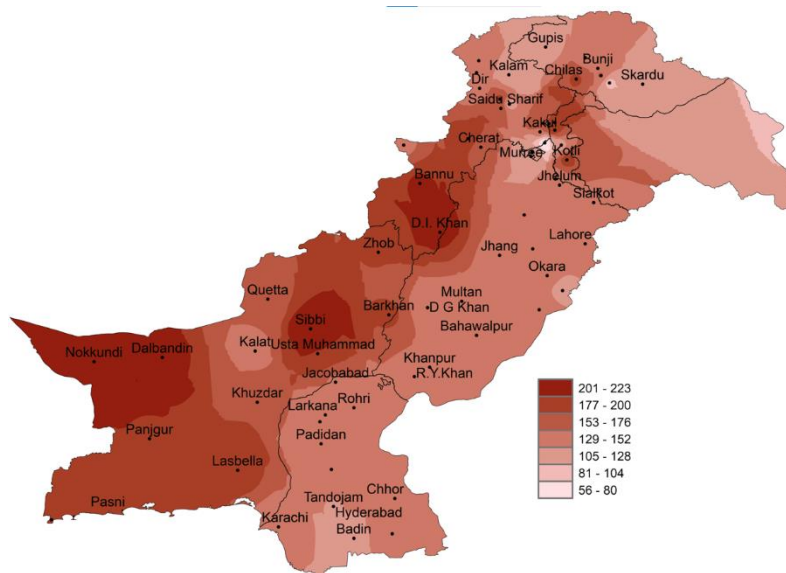 Gupis
Bunji
Kalam
Chilas
Skardu
Dir
Saidu Sharif
Kakul
Cherat
Murree
Kotli
Bannu
Jhelum
Sialkot
D.I. Khan
Lahore
Zhob
Jhang
Okara
Quetta
Multan
Barkhan
D G Khan
Sibbi
Bahawalpur
Nokkundi
Dalbandin
Kalat
Usta Muhammad
Khanpur
Jacobabad
R.Y.Khan
Khuzdar
Larkana
Rohri
Panjgur
Padidan
Lasbella
Pasni
Tandojam
Chhor
Karachi
Hyderabad
Badin
201 - 223
177 - 200
153 - 176
129 - 152
105 - 128
81 - 104
56 - 80